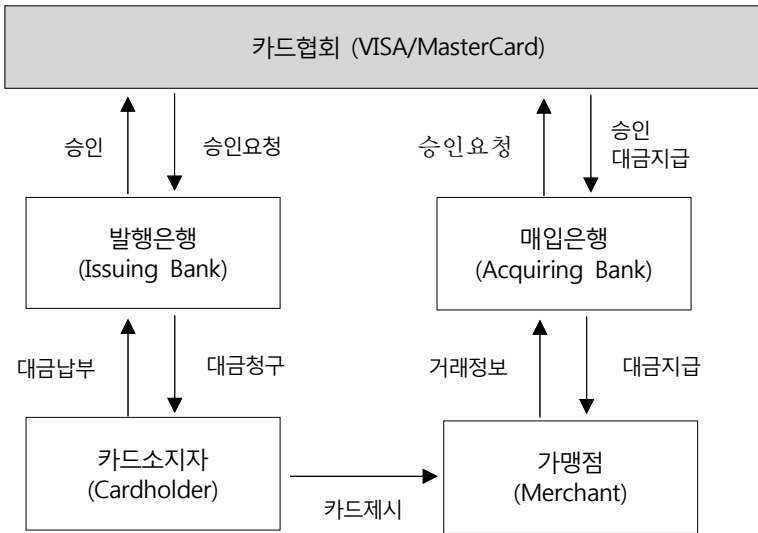 카드협회 (VISA/MasterCard)
승인
승인요청
승인요청
승인
대금지급
발행은행
(Issuing Bank)
매입은행
(Acquiring Bank)
대금납부
대금청구
거래정보
대금지급
카드소지자
(Cardholder)
카드제시
가맹점
(Merchant)